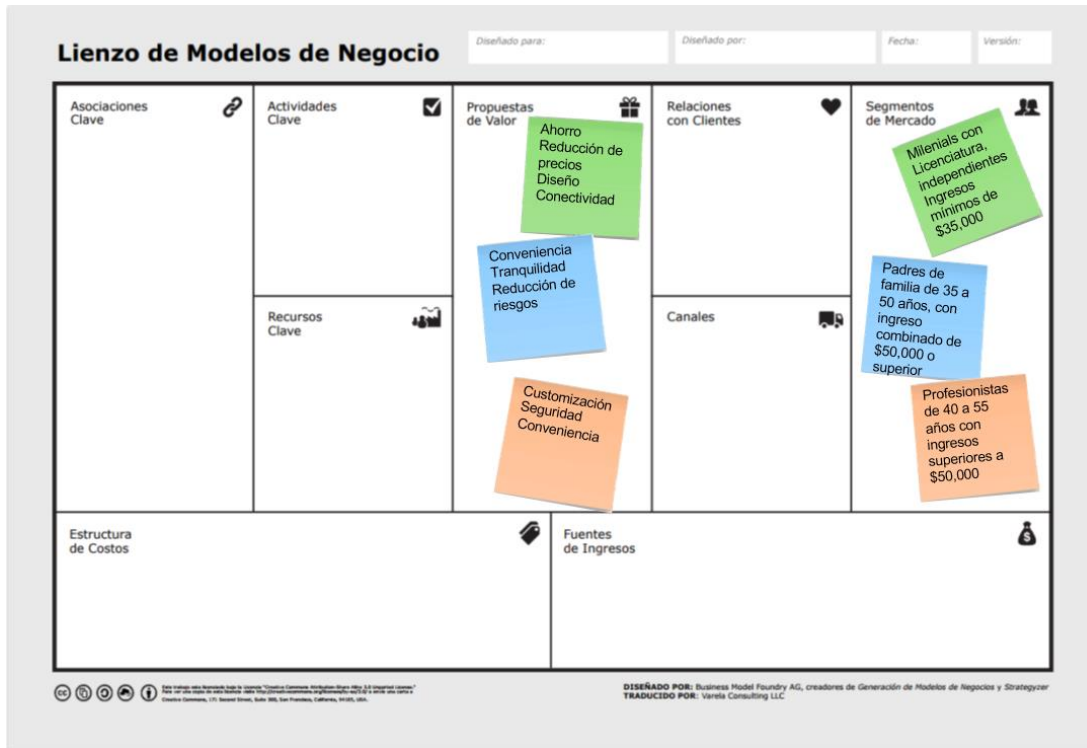 Lienzo de Modelos de Negocio
Diseñado para:
Diseñado por:
Fecha:
Versión:
Asociaciones
Clave
Actividades
Clave
Propuestas
de Valor
Ahorro
Reducción de
precios
Diseño
Conectividad
Conveniencia
Tranquilidad
Reducción de
riesgos
Customización
Seguridad
Conveniencia
Relaciones
con Clientes
Segmentos
de Mercado
Milenials con
Licenciatura,
independientes
Ingresos
mínimos de
$35,000
Padres de
familia de 35 a
50 años, con
ingreso
combinado de
$50,000 o
superior
Profesionistas
de 40 a 55
años con
ingresos
superiores a
$50,000
Recursos
Clave
Canales
Estructura
de Costos
Fuentes
de Ingresos
DISEÑADO POR: Business Model Foundry AG, creadores de Generación de Modelos de Negocios y Strategyzer
TRADUCIDO POR: Varela Consulting LLC